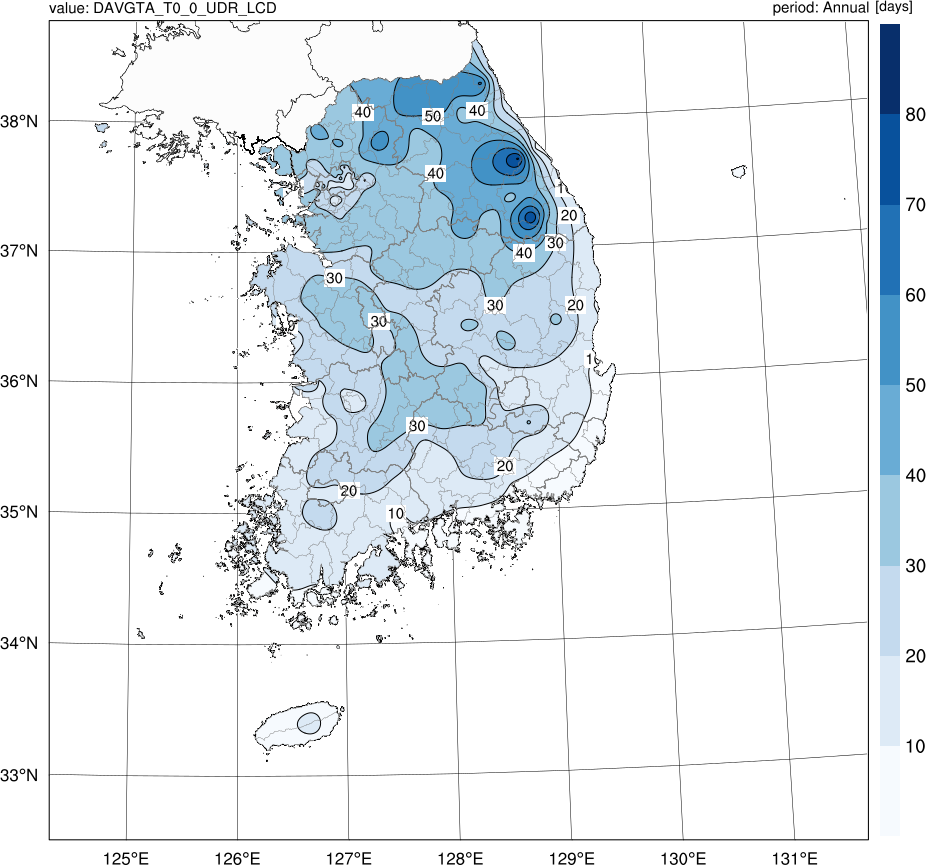 value: DAVGTA_T0_0_UDR_LCD period: Annual [days]
40 50 40
38°N 80
40
1
70
20
30
37°N 40
30
60
30 20
30
1
36°N 50
30
20 40
20
35°N 10
30
34°N
20
10
33°N
125°E 126°E 127°E 128°E 129°E 130°E 131°E